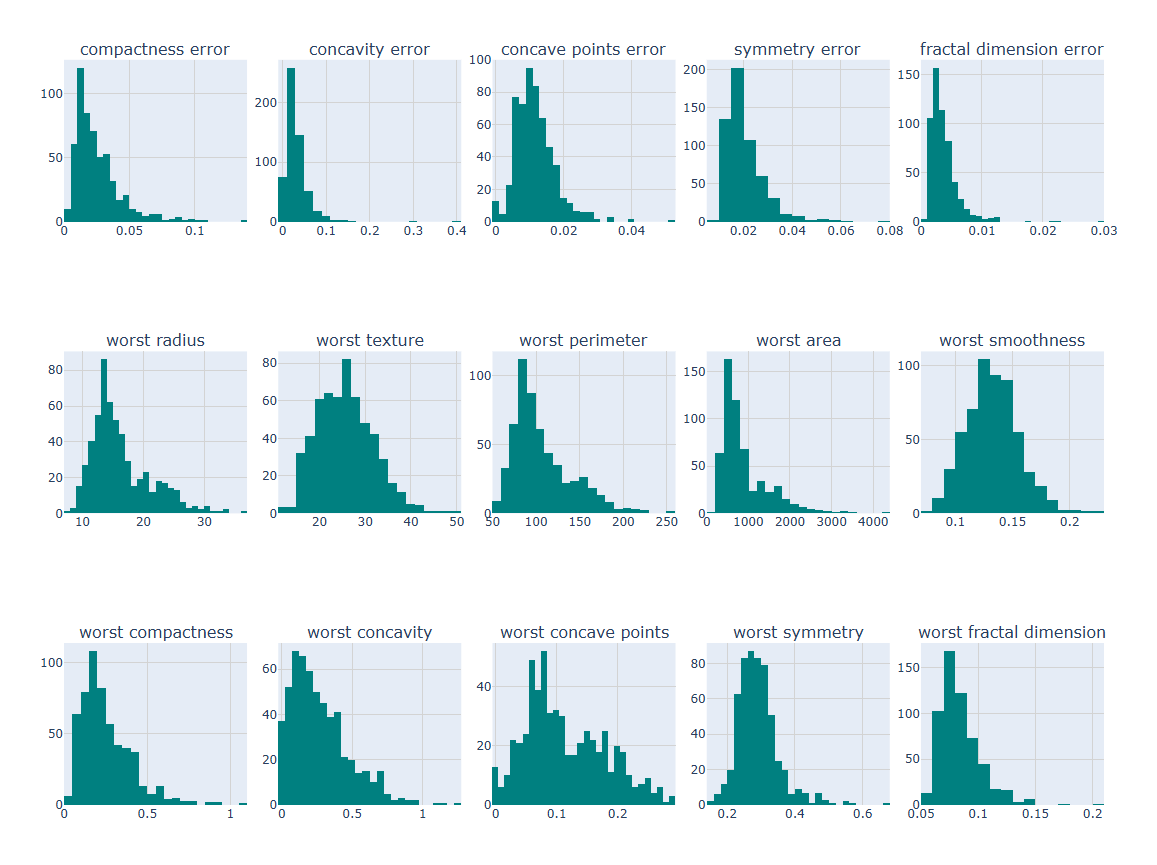 compactness error
concavity error
concave points error
symmetry error
fractal dimension error
100
50
0
0 0.05 0.1
200
100
0
0 0.1 0.2 0.3 0.4
100
80
60
40
20
0
0 0.02 0.04
200
150
100
50
0
0.02 0.04 0.06 0.08
150
100
50
0
0 0.01 0.02 0.03
worst radius
worst texture
worst perimeter
worst area
worst smoothness
80
60
40
20
0
10 20 30
80
60
40
20
0
20 30 40 50
100
50
0
50 100 150 200 250
150
100
50
0
0 1000 2000 3000 4000
100
50
0
0.1 0.15 0.2
worst compactness
worst concavity
worst concave points
worst symmetry
worst fractal dimension
100
50
0
0 0.5 1
60
40
20
0
0 0.5 1
40
20
0
0 0.1 0.2
80
60
40
20
0
0.2 0.4 0.6
150
100
50
0
0.05 0.1 0.15 0.2